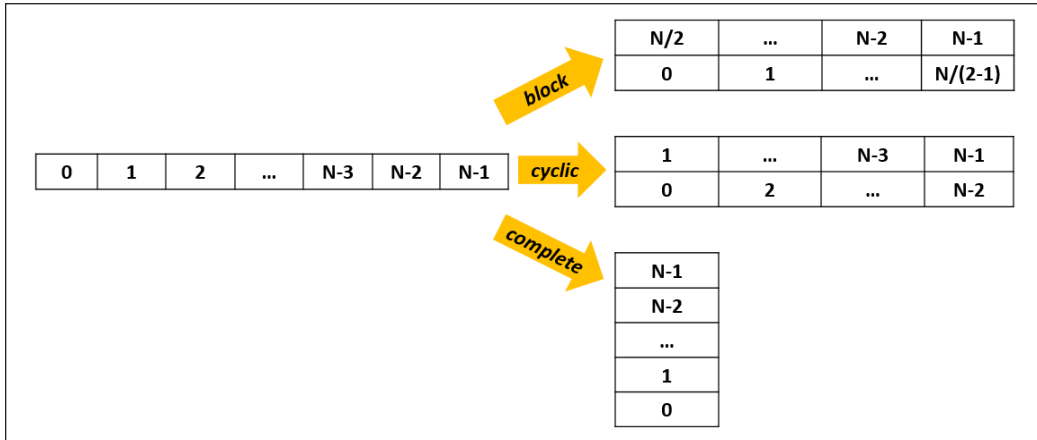 N/2 ... N-2 N-1
0 1 ... N/(2-1)
block
0 1 2 ... N-3 N-2 N-1
cyclic
1 ... N-3 N-1
0 2 ... N-2
complete
N-1
N-2
...
1
0